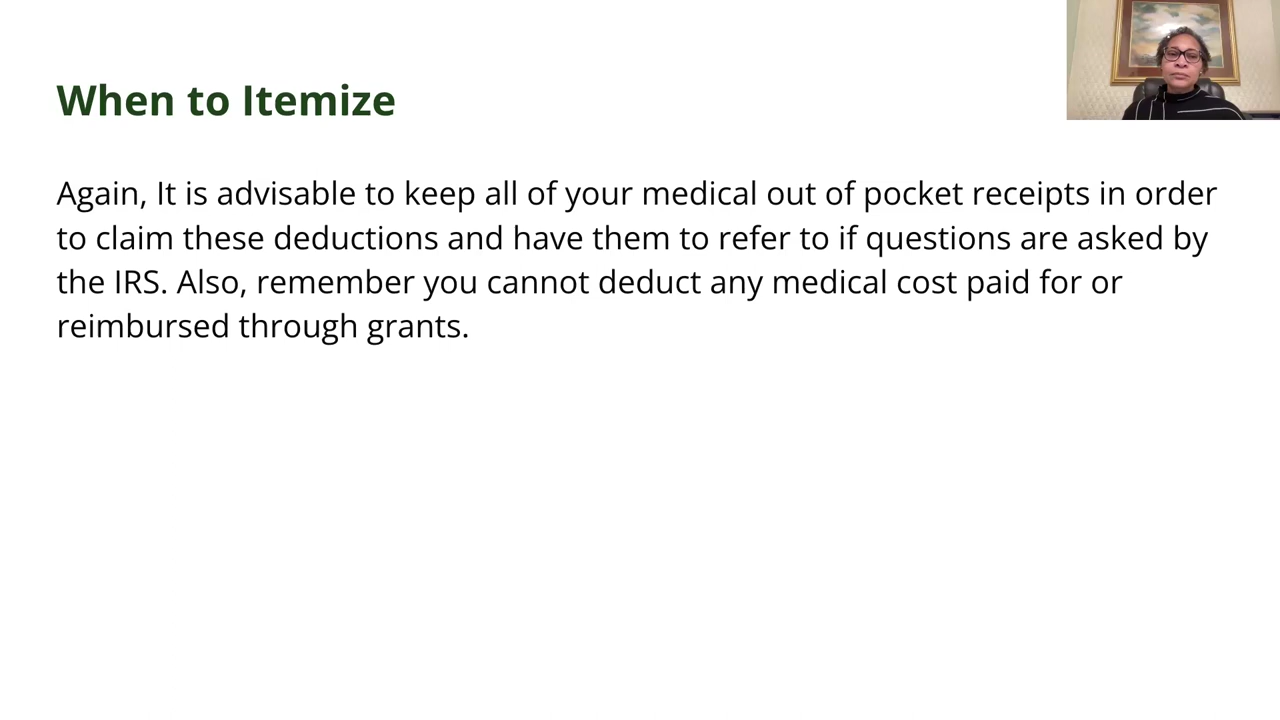 When to Itemize
Again, It is advisable to keep all of your medical out of pocket receipts in order
to claim these deductions and have them to refer to if questions are asked by
the IRS. Also, remember you cannot deduct any medical cost paid for or
reimbursed through grants.